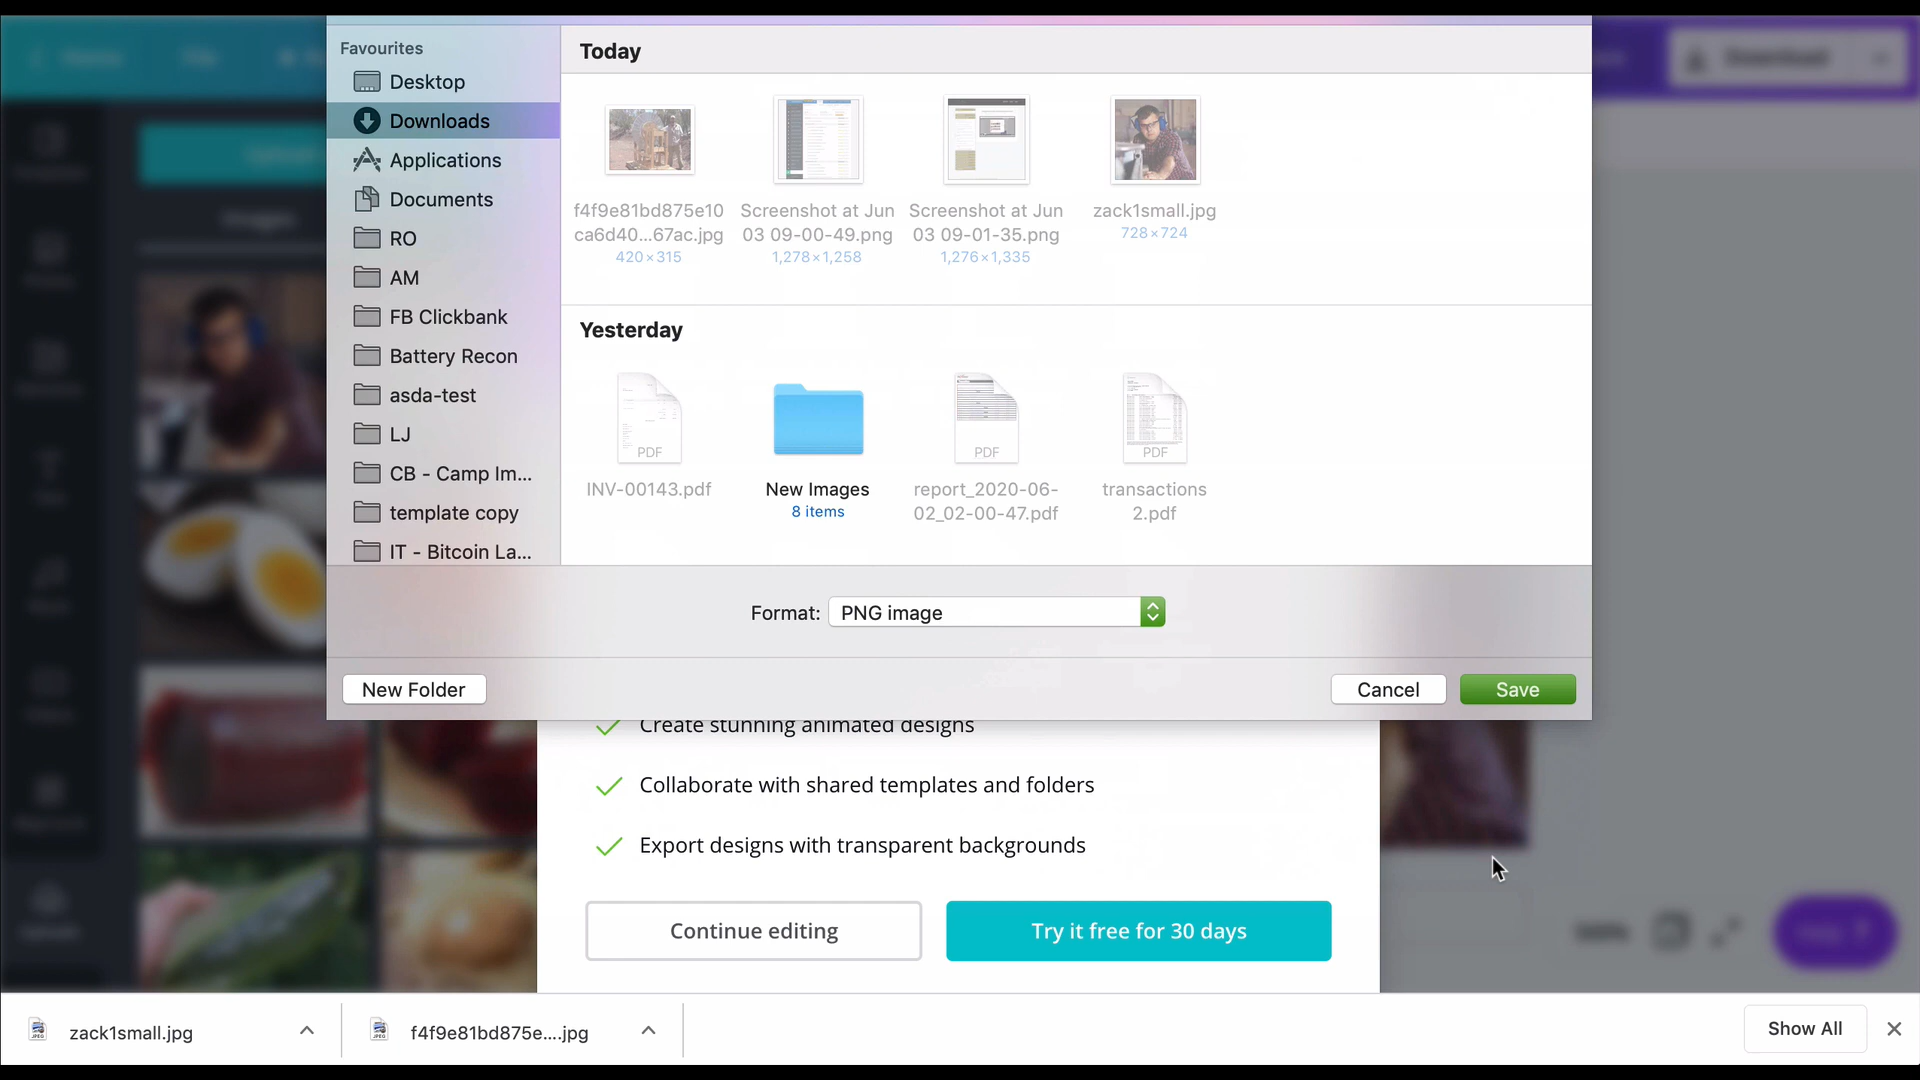 Favourites
Desktop
Downloads
Applications
Documents
RO
AM
FB Clickbank
Battery Recon
asda-test
LJ
CB - Camp Im...
template copy
IT - Bitcoin La...
Today
f4f9e81bd875e10
ca6d40...67ac.jpg
420×315
Screenshot at Jun
03 09-00-49.png
1,278×1,258
Screenshot at Jun
03 09-01-35.png
1,276×1,335
zack1small.jpg
728×724
Yesterday
PDF
INV-00143.pdf
New Images
8 items
PDF
report_2020-06-
02_02-00-47.pdf
PDF
transactions
2.pdf
Format: PNG image
New Folder
Cancel
Save
Create stunning animated designs
Collaborate with shared templates and folders
Export designs with transparent backgrounds
Continue editing
Try it free for 30 days
Download
Images
zack1small.jpg
f4f9e81bd875e....jpg
Show All